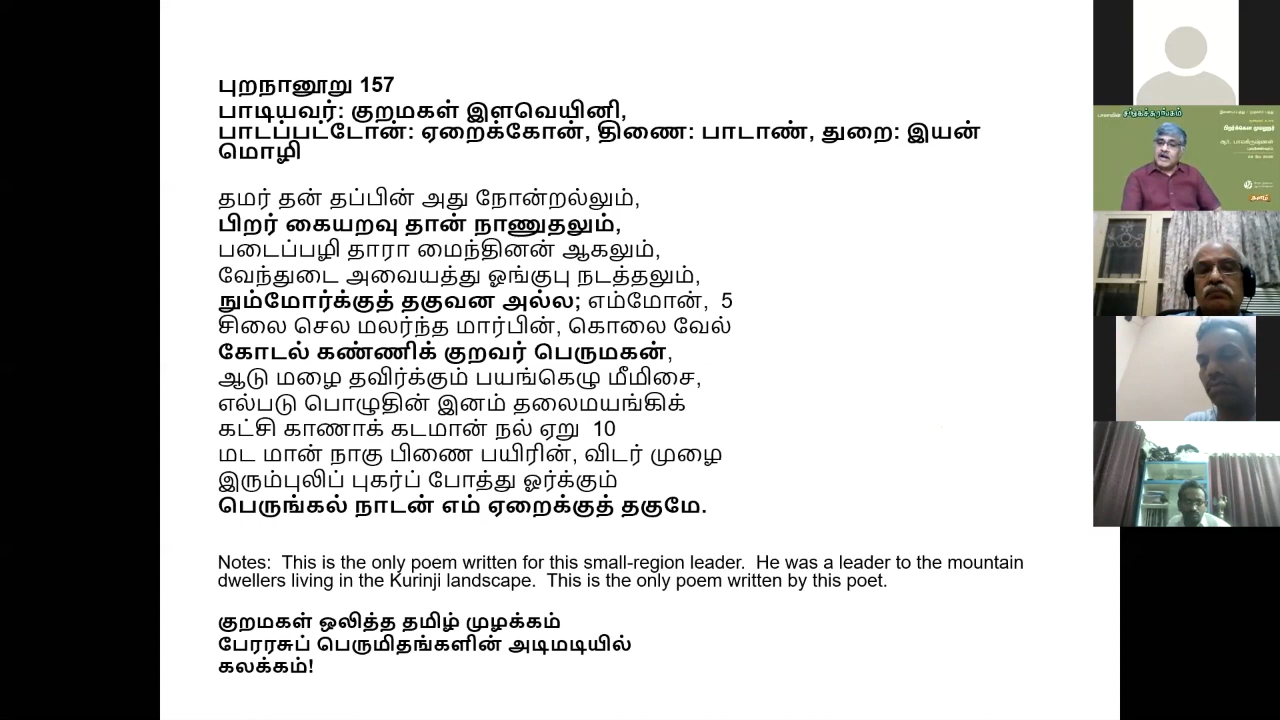 புறநானூறு 157
பாடியவர்: குறமகள் இளவெயினி,
பாடப்பட்டோன்: ஏறைக்கோன், திணை: பாடாண், துறை: இயன்
மொழி
தமர் தன் தப்பின் அது நோன்றல்லும்,
பிறர் கையறவு தான் நாணுதலும்,
படைப்பழி தாரா மைந்தினன் ஆகலும்,
வேந்துடை அவையத்து ஓங்குபு நடத்தலும்,
நும்மோர்க்குத் தகுவன அல்ல; எம்மோன், 5
சிலை செல மலர்ந்த மார்பின், கொலை வேல்
கோடல் கண்ணிக் குறவர் பெருமகன்,
ஆடு மழை தவிர்க்கும் பயங்கெழு மீமிசை,
எல்படு பொழுதின் இனம் தலைமயங்கிக்
கட்சி காணாக் கடமான் நல் ஏறு 10
மட மான் நாகு பிணை பயிரின், விடர் முழை
இரும்புலிப் புகர்ப் போத்து ஓர்க்கும்
பெருங்கல் நாடன் எம் ஏறைக்குத் தகுமே.
Notes: This is the only poem written for this small-region leader. He was a leader to the mountain
dwellers living in the Kurinji landscape. This is the only poem written by this poet.
குறமகள் ஒலித்த தமிழ் முழக்கம்
பேரரசுப் பெருமிதங்களின் அடிமடியில்
கலக்கம்!
சங்கச்சுரங்கம்